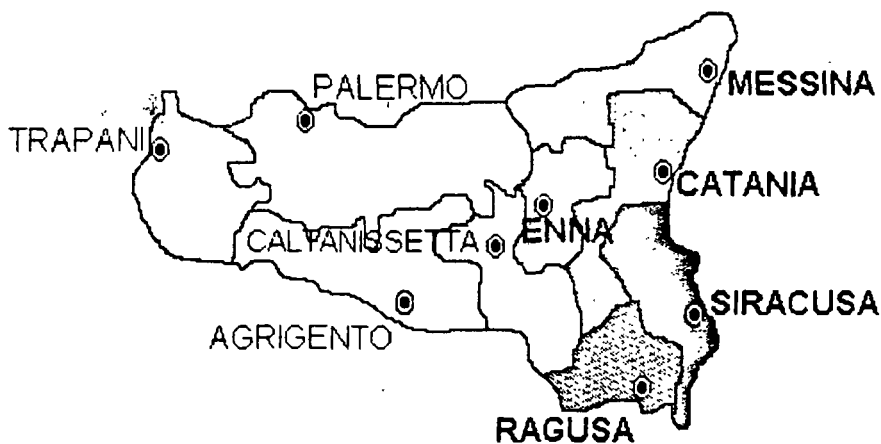 PALERMO
MESSINA
TRAPANI
CATANIA
CALTANISSETTA
ENNA
SIRACUSA
AGRIGENTO
RAGUSA